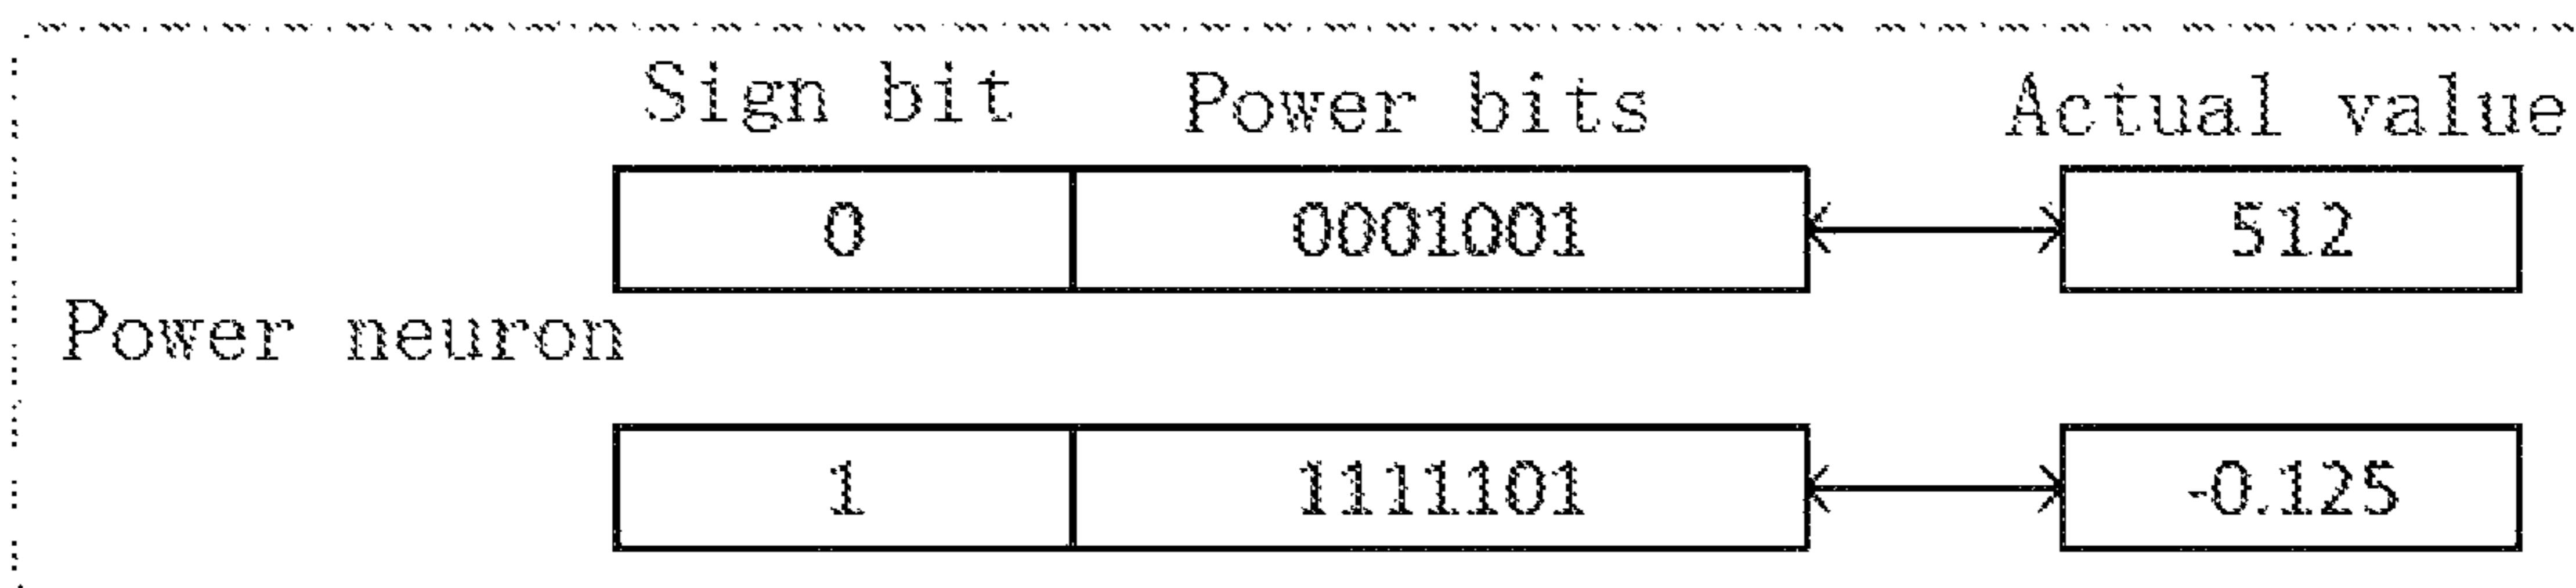 Sign bit Power bits Actual value
0 0001001 512
Power neuron
1 1111101 -0.125